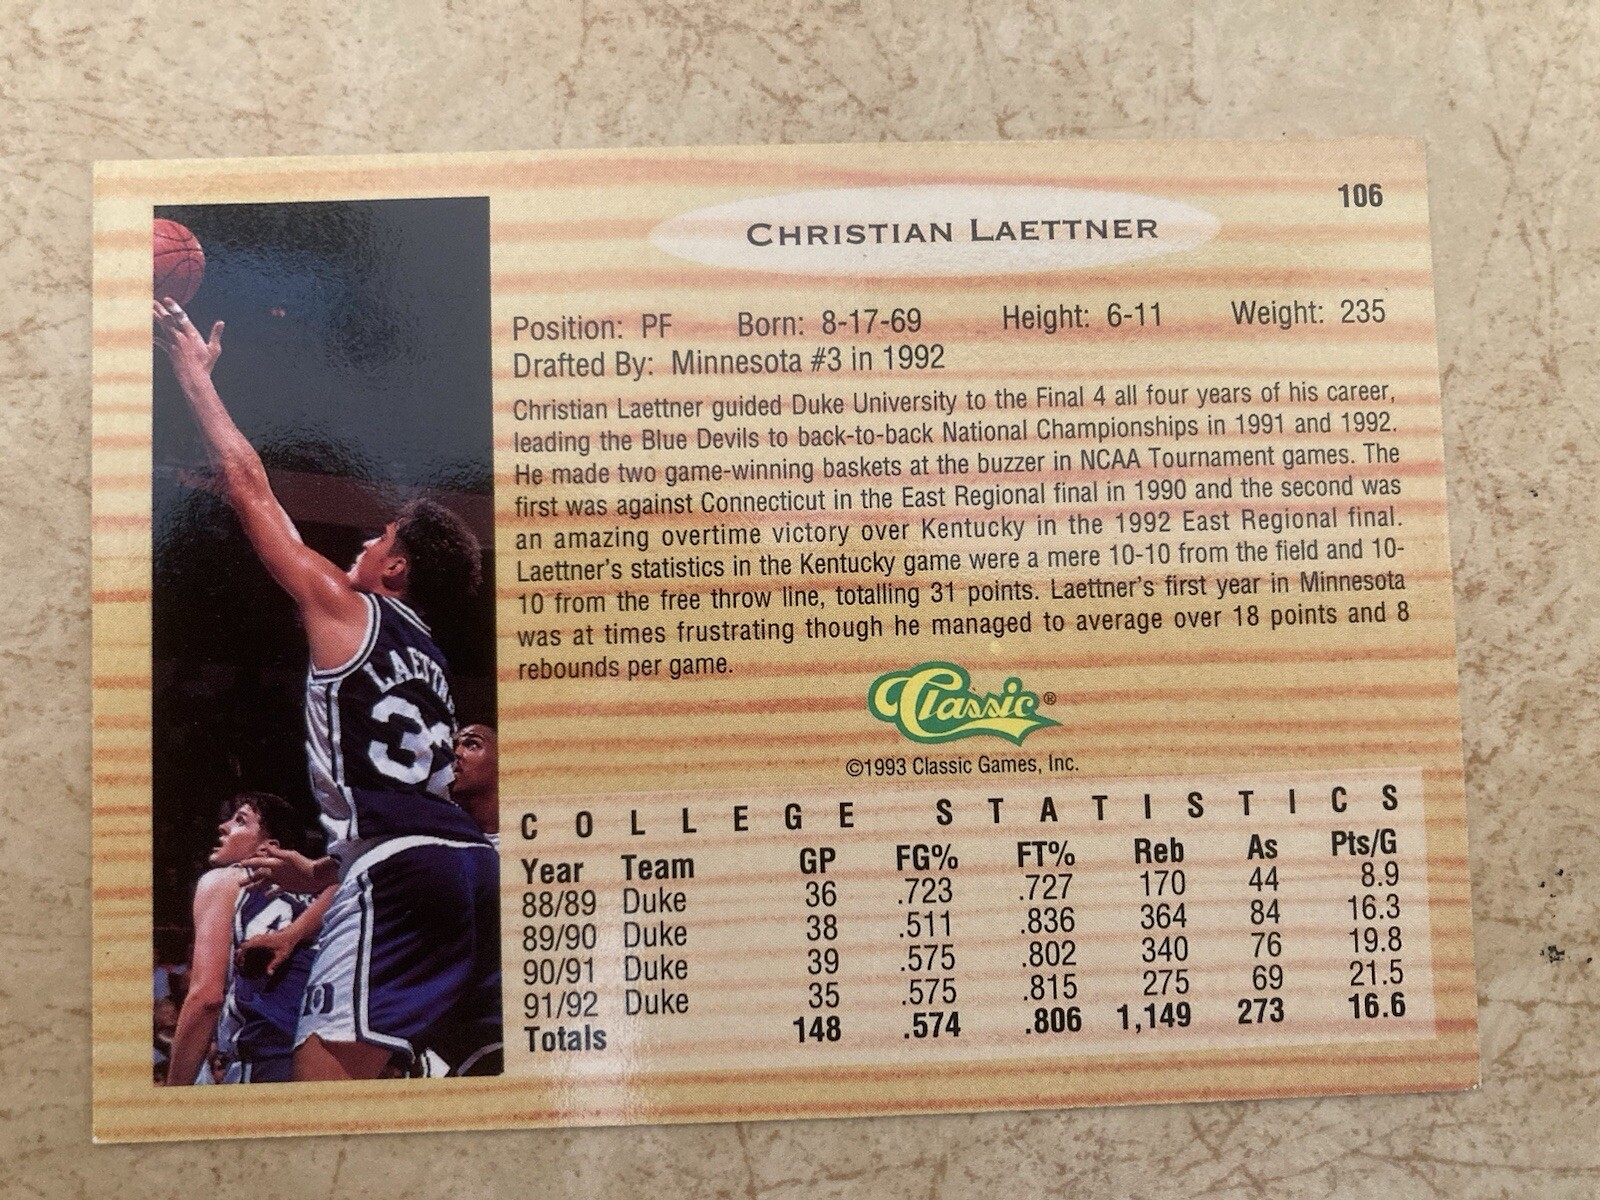 106
CHRISTIAN LAETTNER
Position: PF Born: 8-17-69 Height: 6-11 Weight: 235
Drafted By: Minnesota #3 in 1992
Christian Laettner guided Duke University to the Final 4 all four years of his career,
leading the Blue Devils to back-to-back National Championships in 1991 and 1992.
He made two game-winning baskets at the buzzer in NCAA Tournament games. The
first was against Connecticut in the East Regional final in 1990 and the second was
an amazing overtime victory over Kentucky in the 1992 East Regional final.
Laettner's statistics in the Kentucky game were a mere 10-10 from the field and 10-
10 from the free throw line, totalling 31 points. Laettner's first year in Minnesota
was at times frustrating though he managed to average over 18 points and 8
rebounds per game.
Classic®
©1993 Classic Games, Inc.
COLLEGE STATISTICS
Year Team GP FG% FT% Reb As Pts/G
88/89 Duke 36 .723 .727 170 44 8.9
89/90 Duke 38 .511 .836 364 84 16.3
90/91 Duke 39 .575 .802 340 76 19.8
91/92 Duke 35 .575 .815 275 69 21.5
Totals 148 .574 .806 1,149 273 16.6